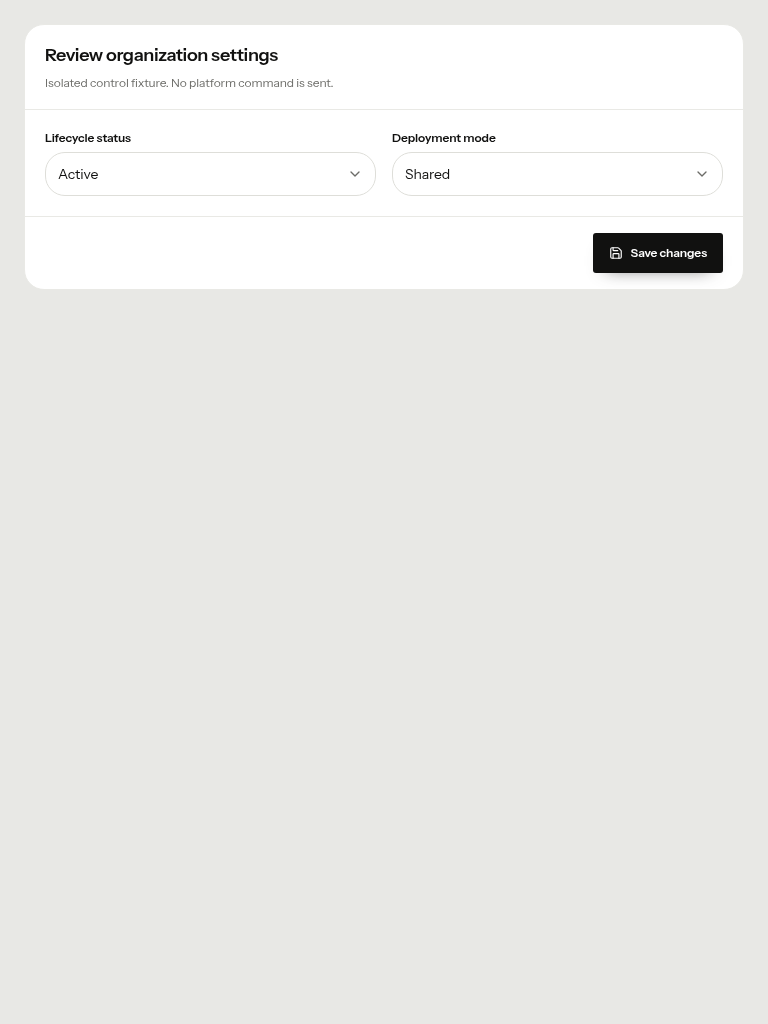 Review organization settings
Isolated control fixture. No platform command is sent.
Lifecycle status
Deployment mode
Active
Shared
Save changes